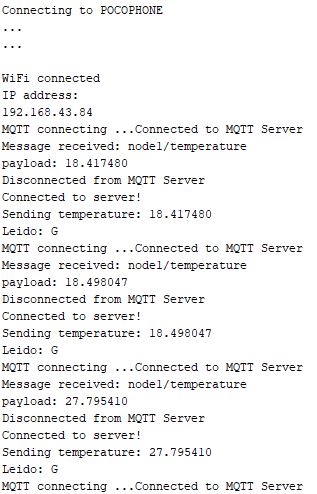 Connecting to POCOPHONE
...
...
WiFi connected
IP address:
192.168.43.84
MQTT connecting ...Connected to MQTT Server
Message received: node1/temperature
payload: 18.417480
Disconnected from MQTT Server
Connected to server!
Sending temperature: 18.417480
Leido: G
MQTT connecting ...Connected to MQTT Server
Message received: node1/temperature
payload: 18.498047
Disconnected from MQTT Server
Connected to server!
Sending temperature: 18.498047
Leido: G
MQTT connecting ...Connected to MQTT Server
Message received: node1/temperature
payload: 27.795410
Disconnected from MQTT Server
Connected to server!
Sending temperature: 27.795410
Leido: G
MQTT connecting ...Connected to MQTT Server